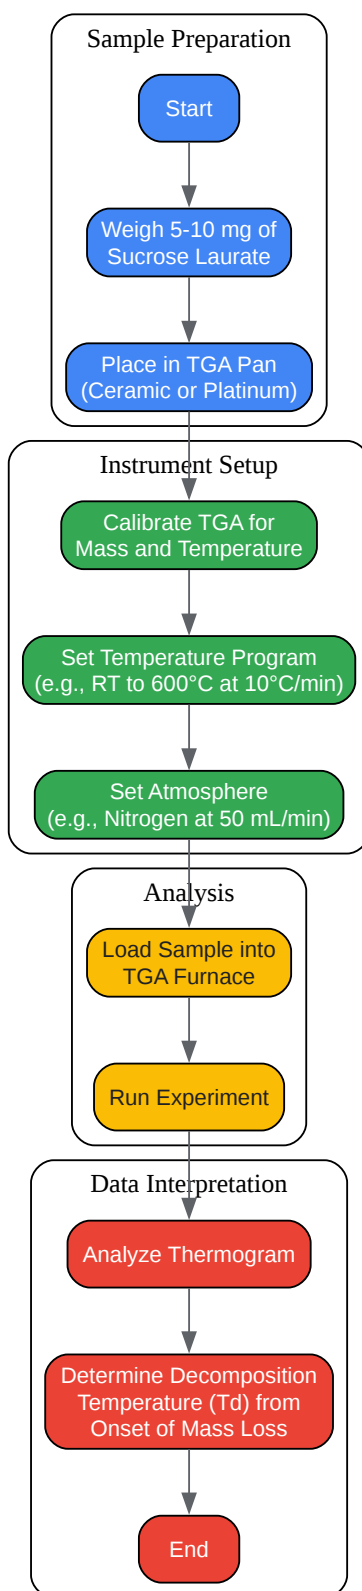 Sample Preparation
Start
Weigh 5-10 mg of
Sucrose Laurate
Place in TGA Pan
(Ceramic or Platinum)
Instrument Setup
Calibrate TGA for
Mass and Temperature
Set Temperature Program
(e.g., RT to 600°C at 10°C/min)
Set Atmosphere
(e.g., Nitrogen at 50 mL/min)
Analysis
Load Sample into
TGA Furnace
Run Experiment
Data Interpretation
Analyze Thermogram
Determine Decomposition
Temperature (Td) from
Onset of Mass Loss
End